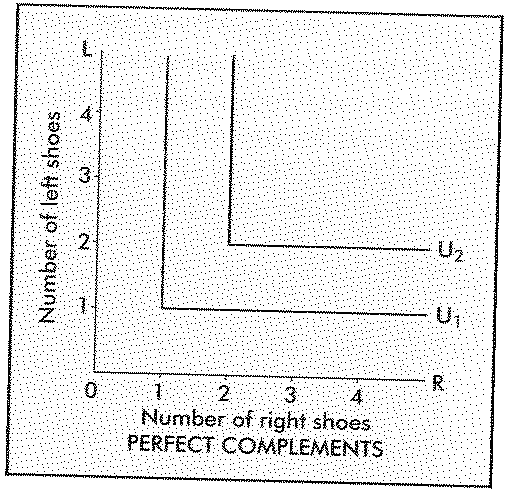 L
4
3
2
1
Number of left shoes
U2
U1
0 1 2 3 4 R
Number of right shoes
PERFECT COMPLEMENTS